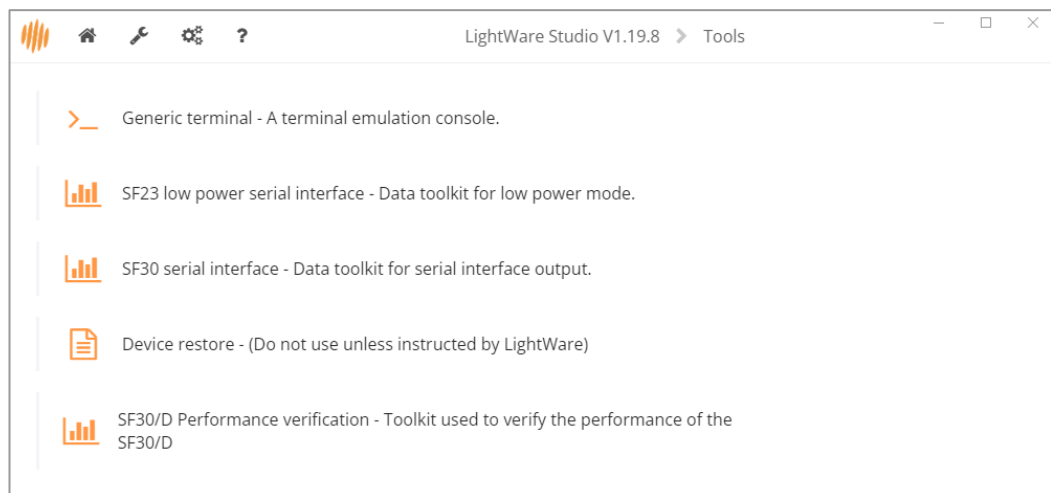 LightWare Studio V1.19.8 > Tools
Generic terminal - A terminal emulation console.
SF23 low power serial interface - Data toolkit for low power mode.
SF30 serial interface - Data toolkit for serial interface output.
Device restore - (Do not use unless instructed by LightWare)
SF30/D Performance verification - Toolkit used to verify the performance of the
SF30/D